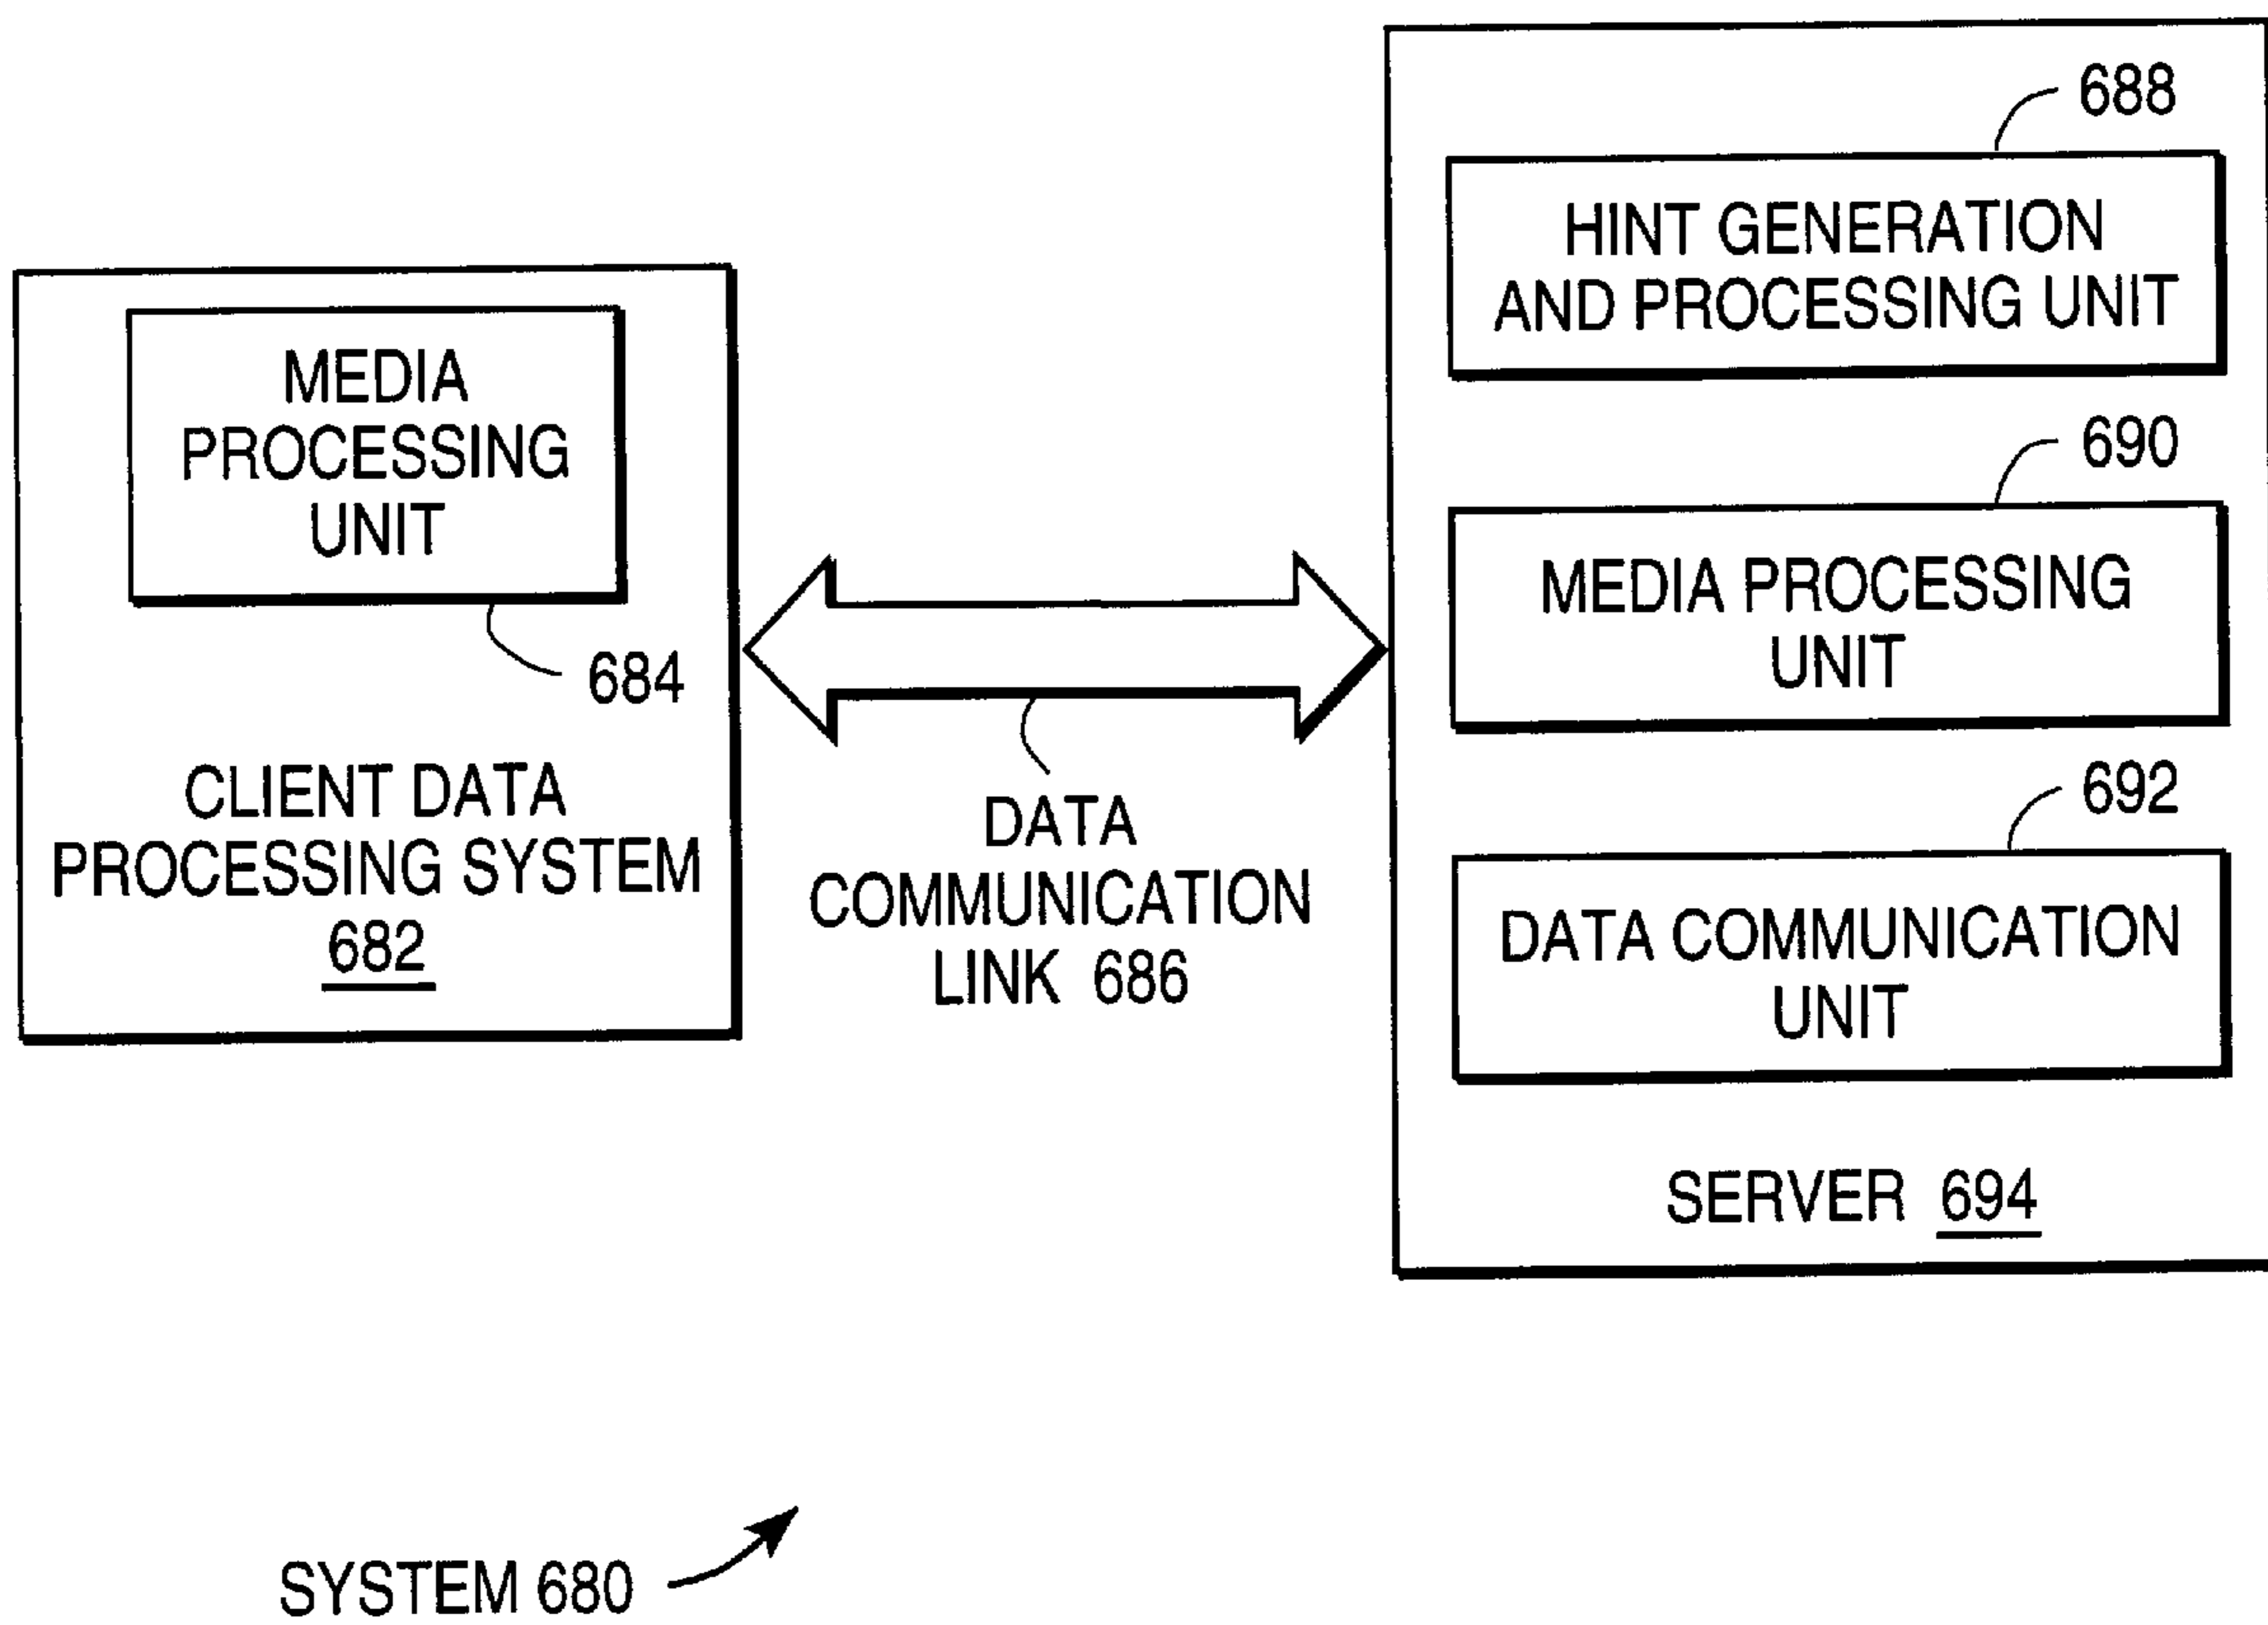 MEDIA
PROCESSING
UNIT
684
CLIENT DATA
PROCESSING SYSTEM
682
DATA
COMMUNICATION
LINK 686
688
HINT GENERATION
AND PROCESSING UNIT
690
MEDIA PROCESSING
UNIT
692
DATA COMMUNICATION
UNIT
SERVER 694
SYSTEM 680